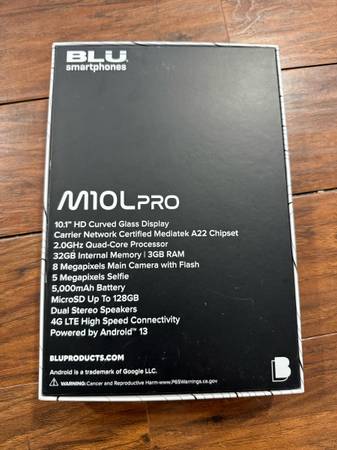 BLU
smartphones
M10L PRO
10.1" HD Curved Glass Display
Carrier Network Certified Mediatek A22 Chipset
2.0GHz Quad-Core Processor
32GB Internal Memory | 3GB RAM
8 Megapixels Main Camera with Flash
5 Megapixels Selfie
5,000mAh Battery
MicroSD Up To 128GB
Dual Stereo Speakers
4G LTE High Speed Connectivity
Powered by Android™ 13
BLUPRODUCTS.COM
Android is a trademark of Google LLC.
⚠ WARNING:Cancer and Reproductive Harm-www.P65Warnings.ca.gov
B